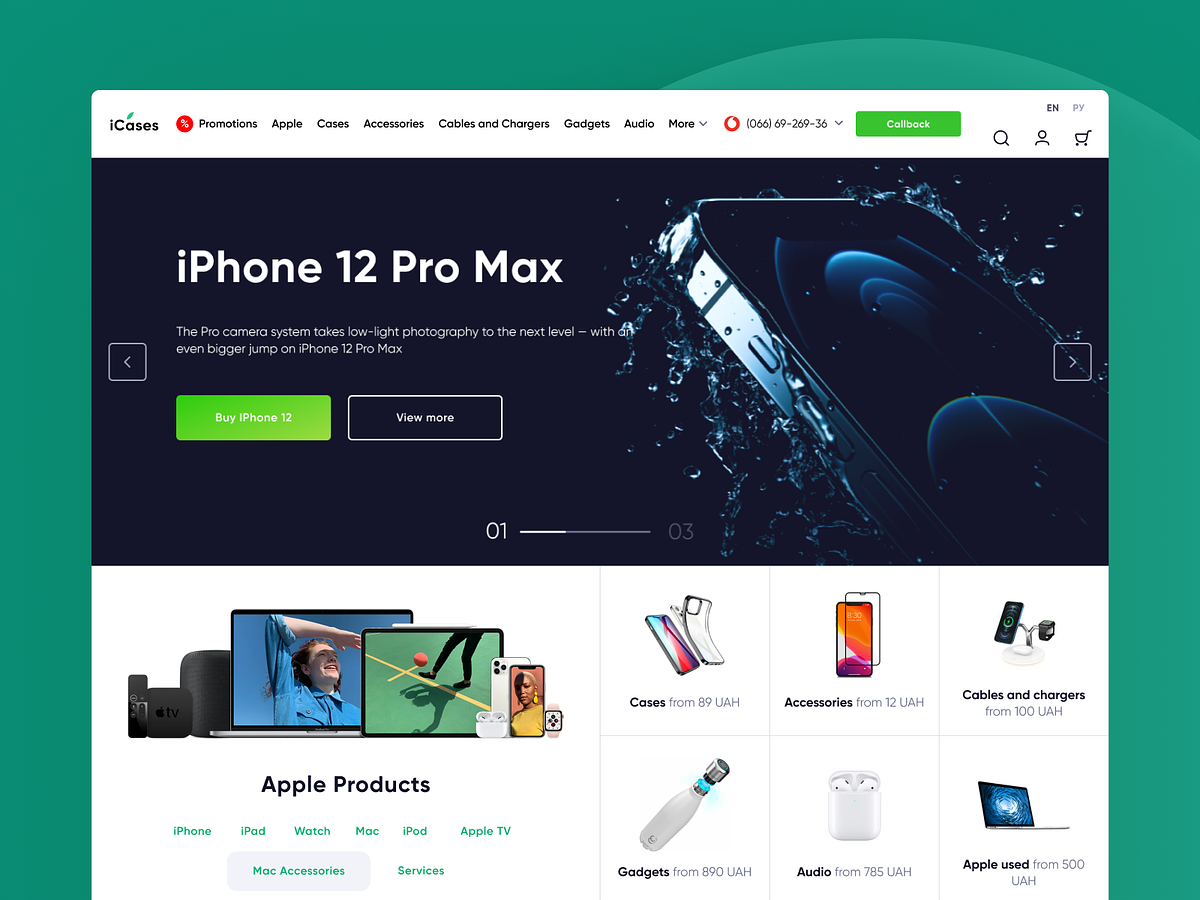 iCases
% Promotions Apple Cases Accessories Cables and Chargers Gadgets Audio More (066) 69-269-36 Callback
EN РУ
iPhone 12 Pro Max
The Pro camera system takes low-light photography to the next level — with an
even bigger jump on iPhone 12 Pro Max
Buy IPhone 12 View more
01 03
tv
8:30
Cases from 89 UAH
Accessories from 12 UAH
Cables and chargers
from 100 UAH
Apple Products
iPhone iPad Watch Mac iPod Apple TV
Mac Accessories Services
Gadgets from 890 UAH
Audio from 785 UAH
Apple used from 500
UAH